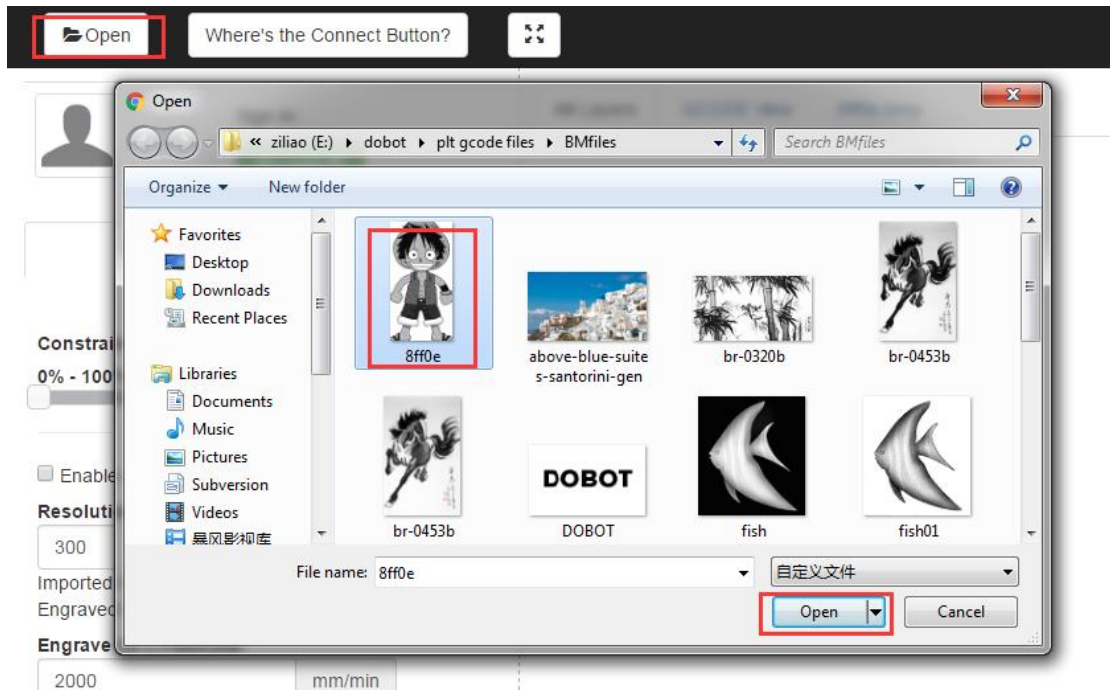 Open
Where's the Connect Button?
Open
« ziliao (E:) ▸ dobot ▸ plt gcode files ▸ BMfiles
Search BMfiles
Organize
New folder
Favorites
Desktop
Downloads
Recent Places
Libraries
Documents
Music
Pictures
Subversion
Videos
暴风影视库
8ff0e
above-blue-suite
s-santorini-gen
br-0320b
br-0453b
br-0453b
DOBOT
DOBOT
fish
fish01
File name: 8ff0e
自定义文件
Open
Cancel
Constrai
0% - 100
Enable
Resoluti
300
Imported
Engraved
Engrave
2000
mm/min